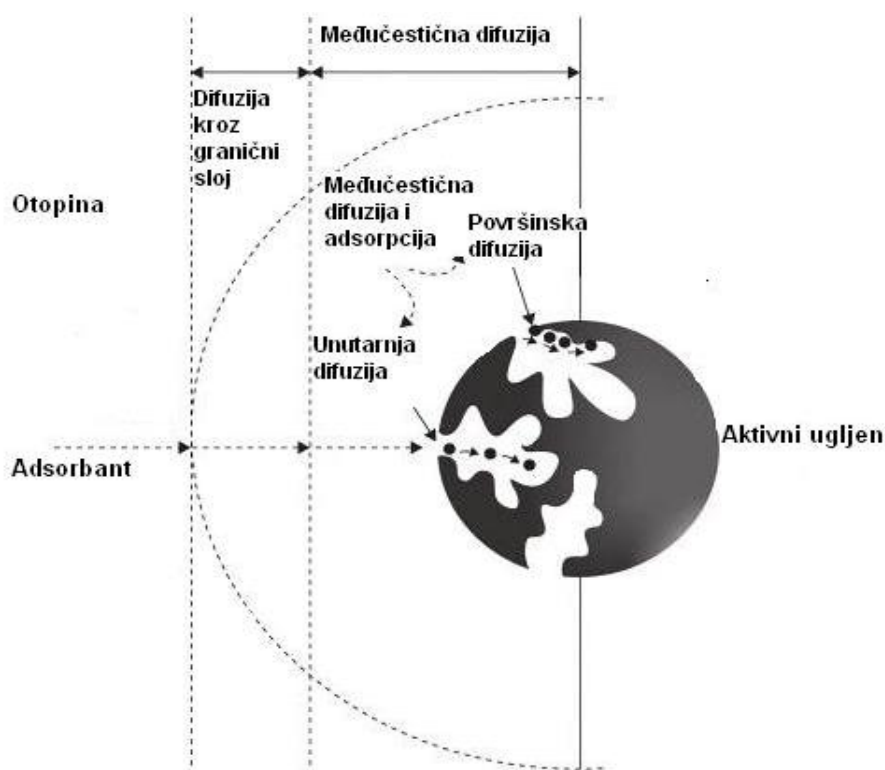 Međučestična difuzija
Difuzija
kroz
granični
sloj
Otopina
Međučestična
difuzija i
adsorpcija
Površinska
difuzija
Unutarnja
difuzija
Adsorbant
Aktivni ugljen